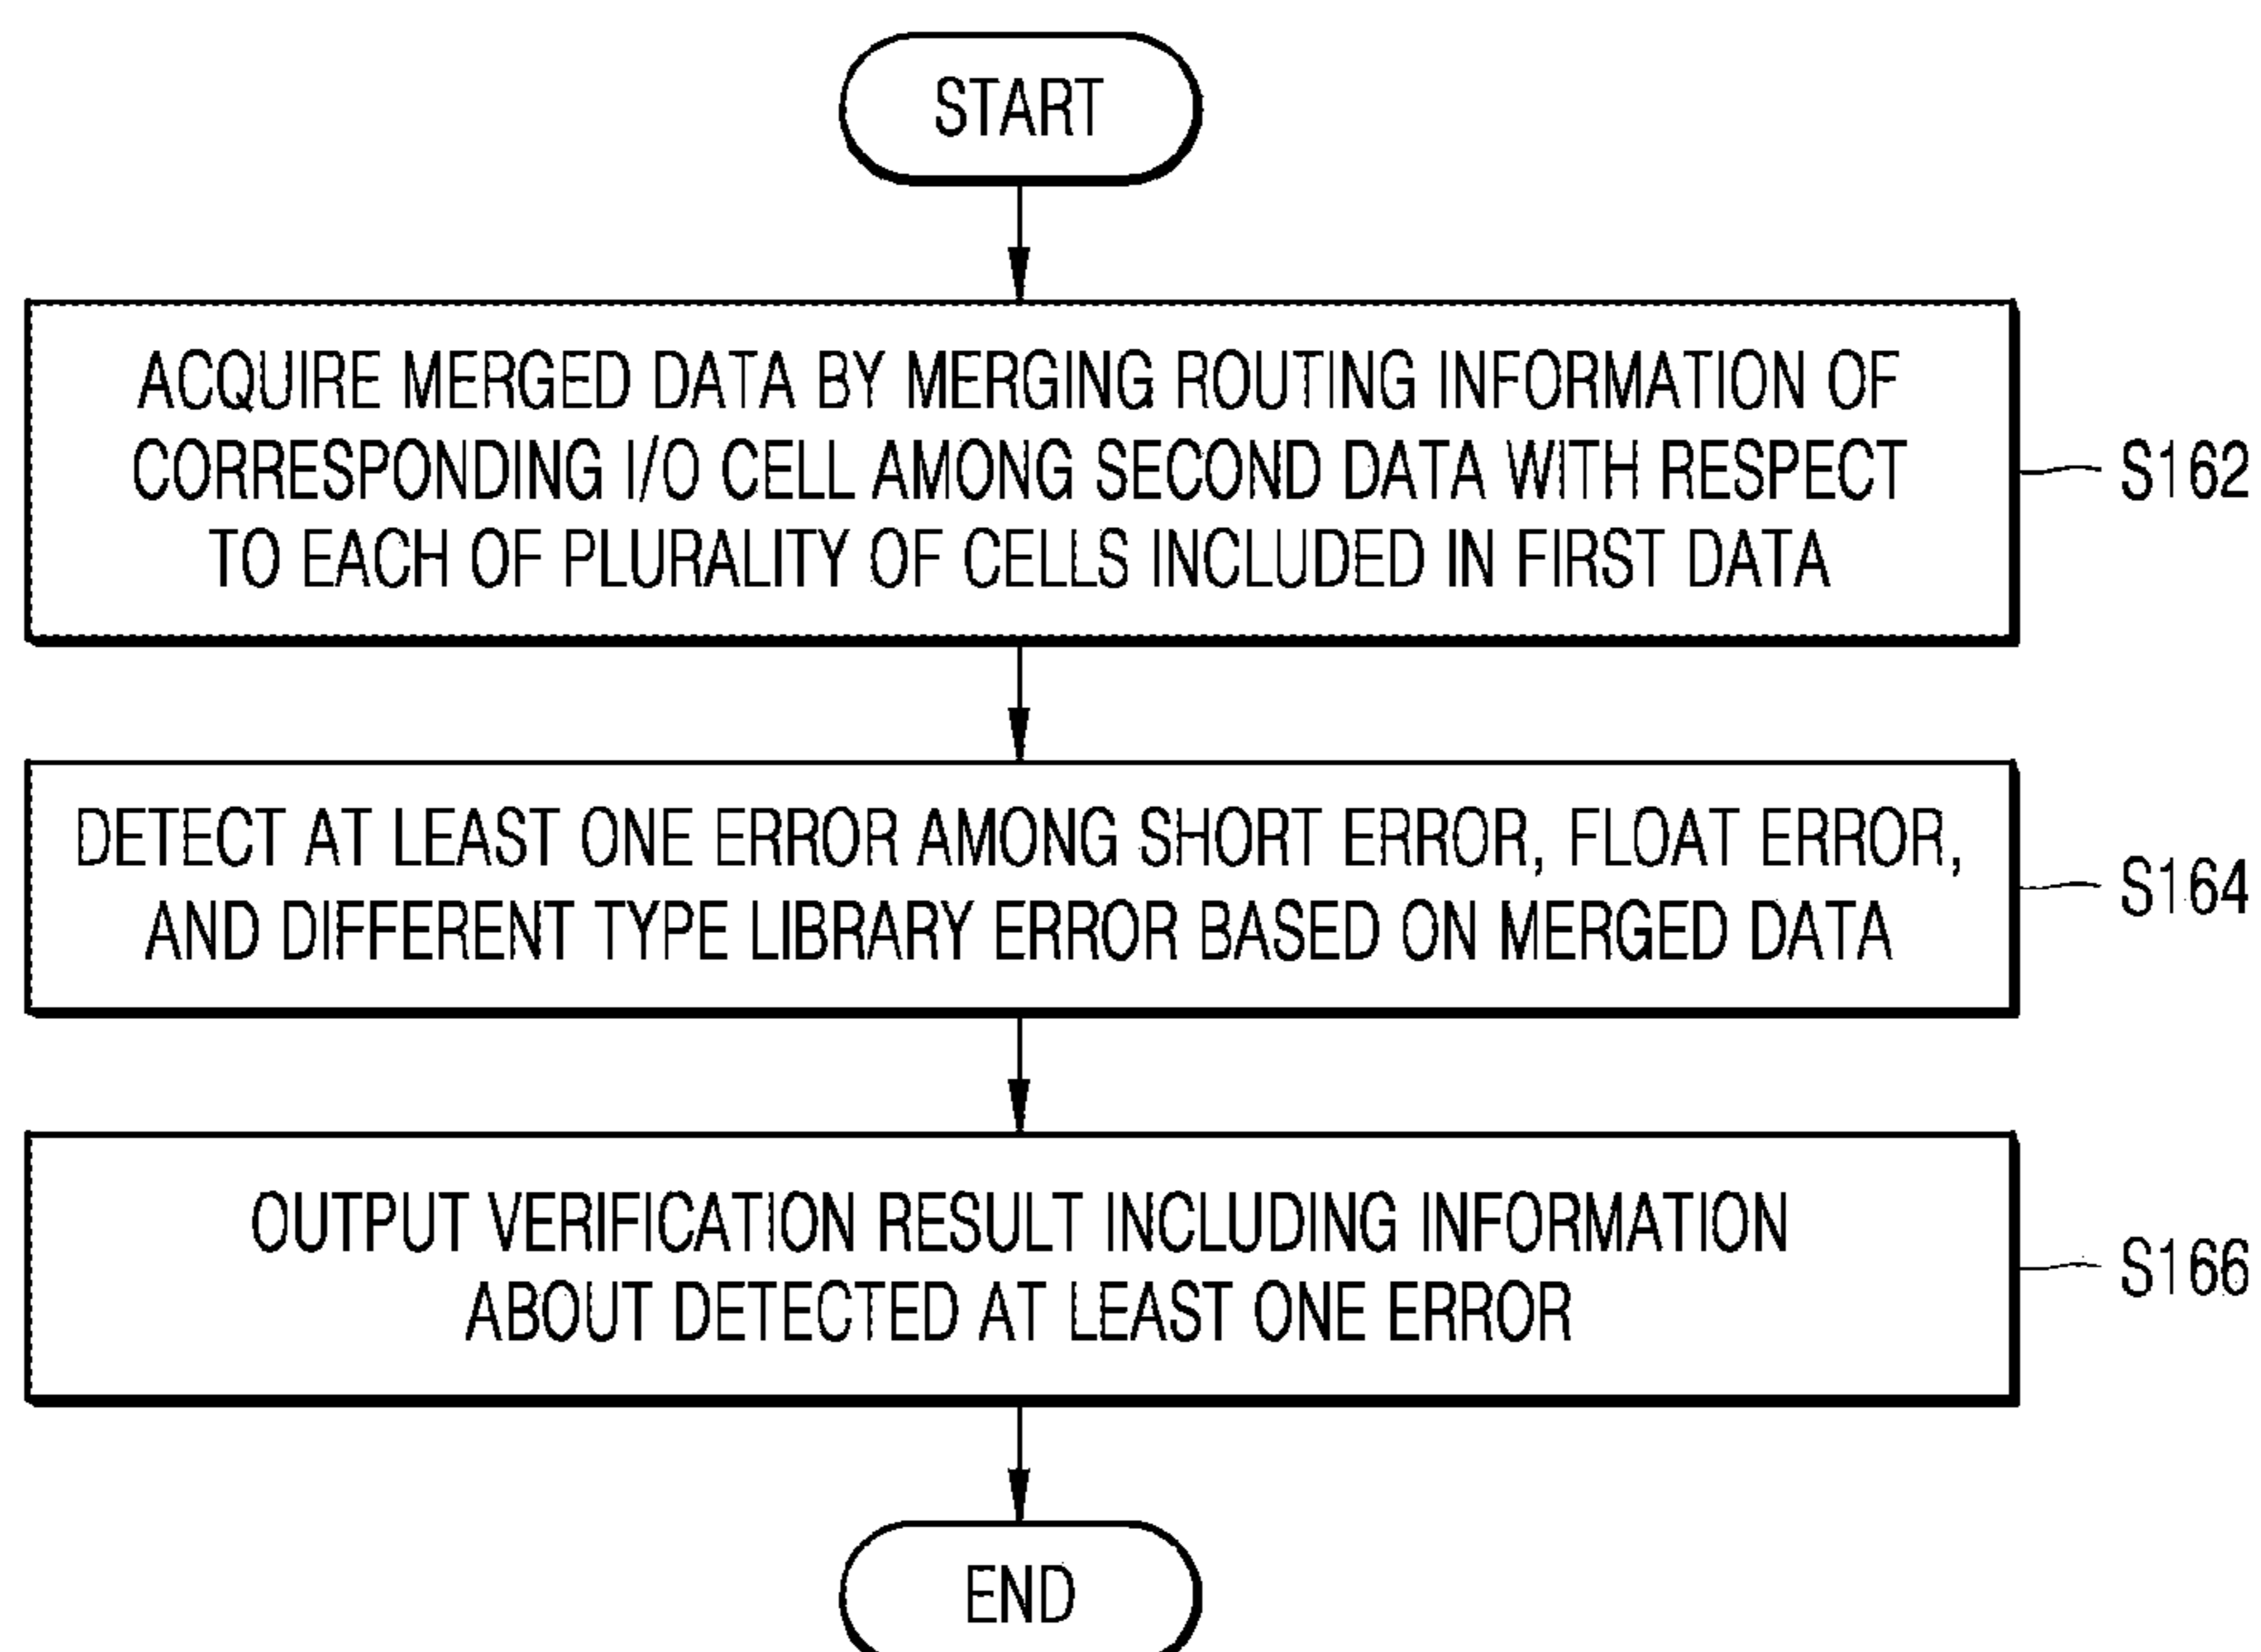 START
ACQUIRE MERGED DATA BY MERGING ROUTING INFORMATION OF
CORRESPONDING I/O CELL AMONG SECOND DATA WITH RESPECT
TO EACH OF PLURALITY OF CELLS INCLUDED IN FIRST DATA
S162
DETECT AT LEAST ONE ERROR AMONG SHORT ERROR, FLOAT ERROR,
AND DIFFERENT TYPE LIBRARY ERROR BASED ON MERGED DATA
S164
OUTPUT VERIFICATION RESULT INCLUDING INFORMATION
ABOUT DETECTED AT LEAST ONE ERROR
S166
END